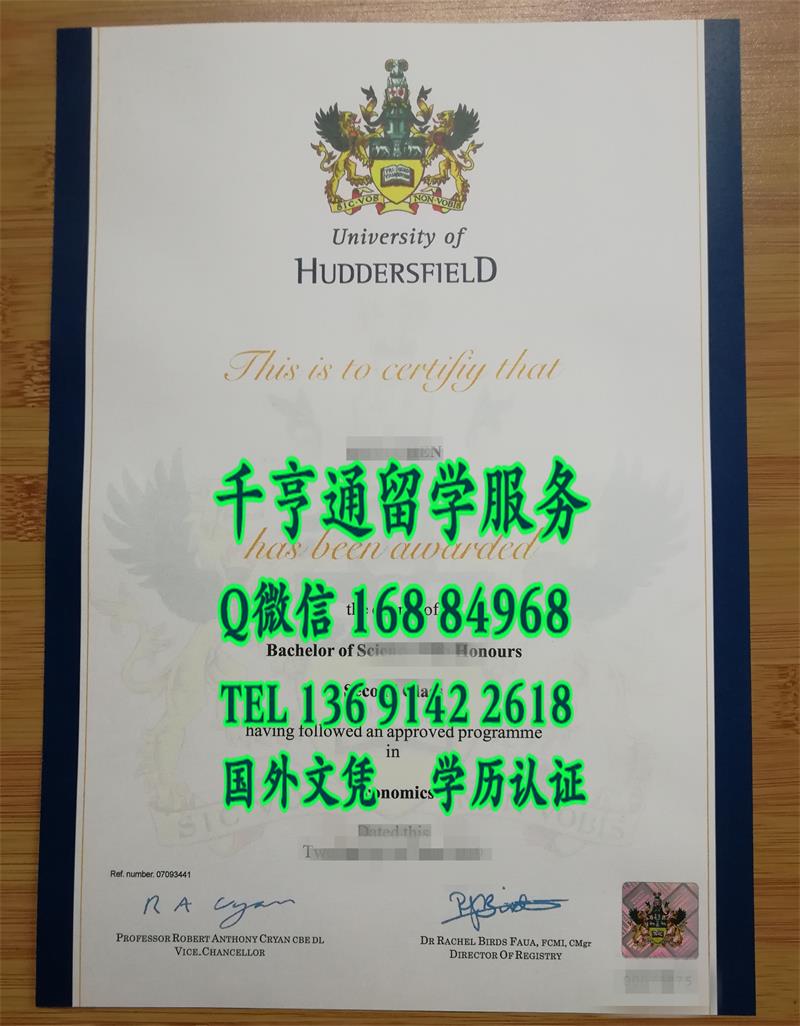 SIC VOS NON VOBIS
University of
HUDDERSFIELD
This is to certifiy that
HEN
千亨通留学服务
has been awarded
Q微信 168 84968
Bachelor of Honours
TEL 136 9142 2618
having followed an approved programme
in
国外文凭 学历认证
Dated this
Ref. number. 07093441
R A Cryan
PROFESSOR ROBERT ANTHONY CRYAN CBE DL
VICE.CHANCELLOR
DR RACHEL BIRDS FAUA, FCMI, CMgr
DIRECTOR OF REGISTRY